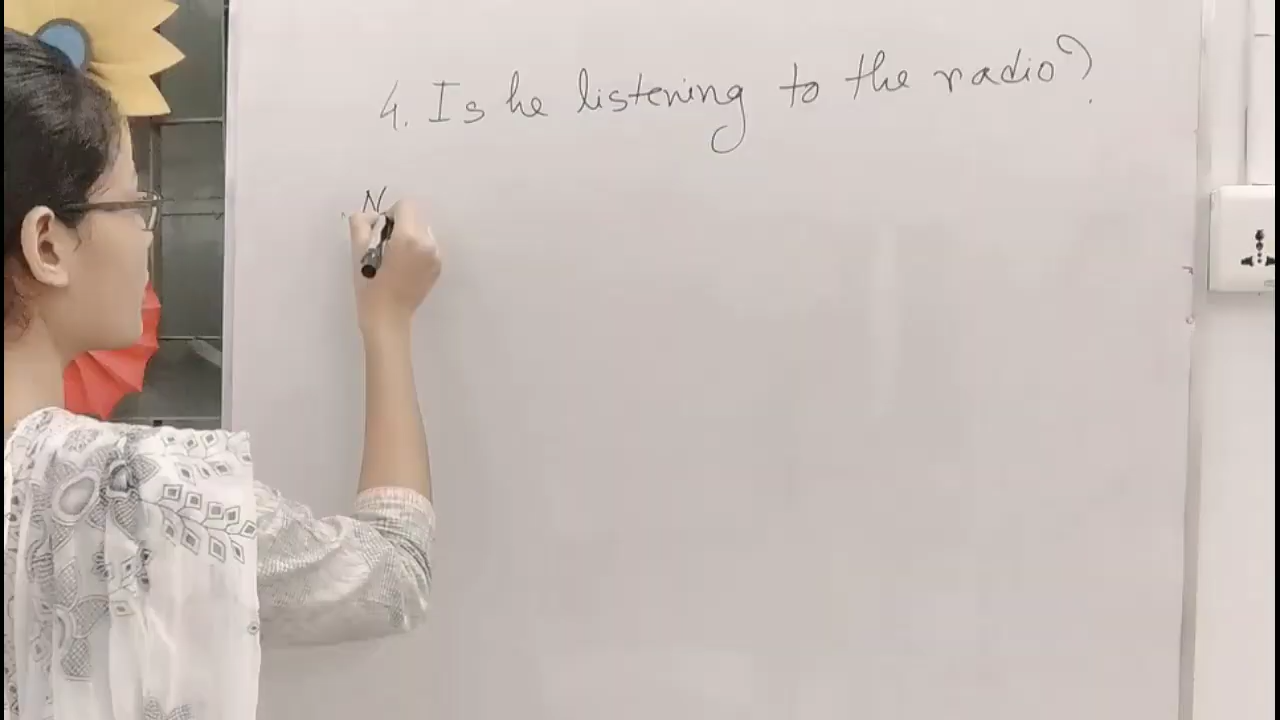 4. Is he listening to the radio?
N